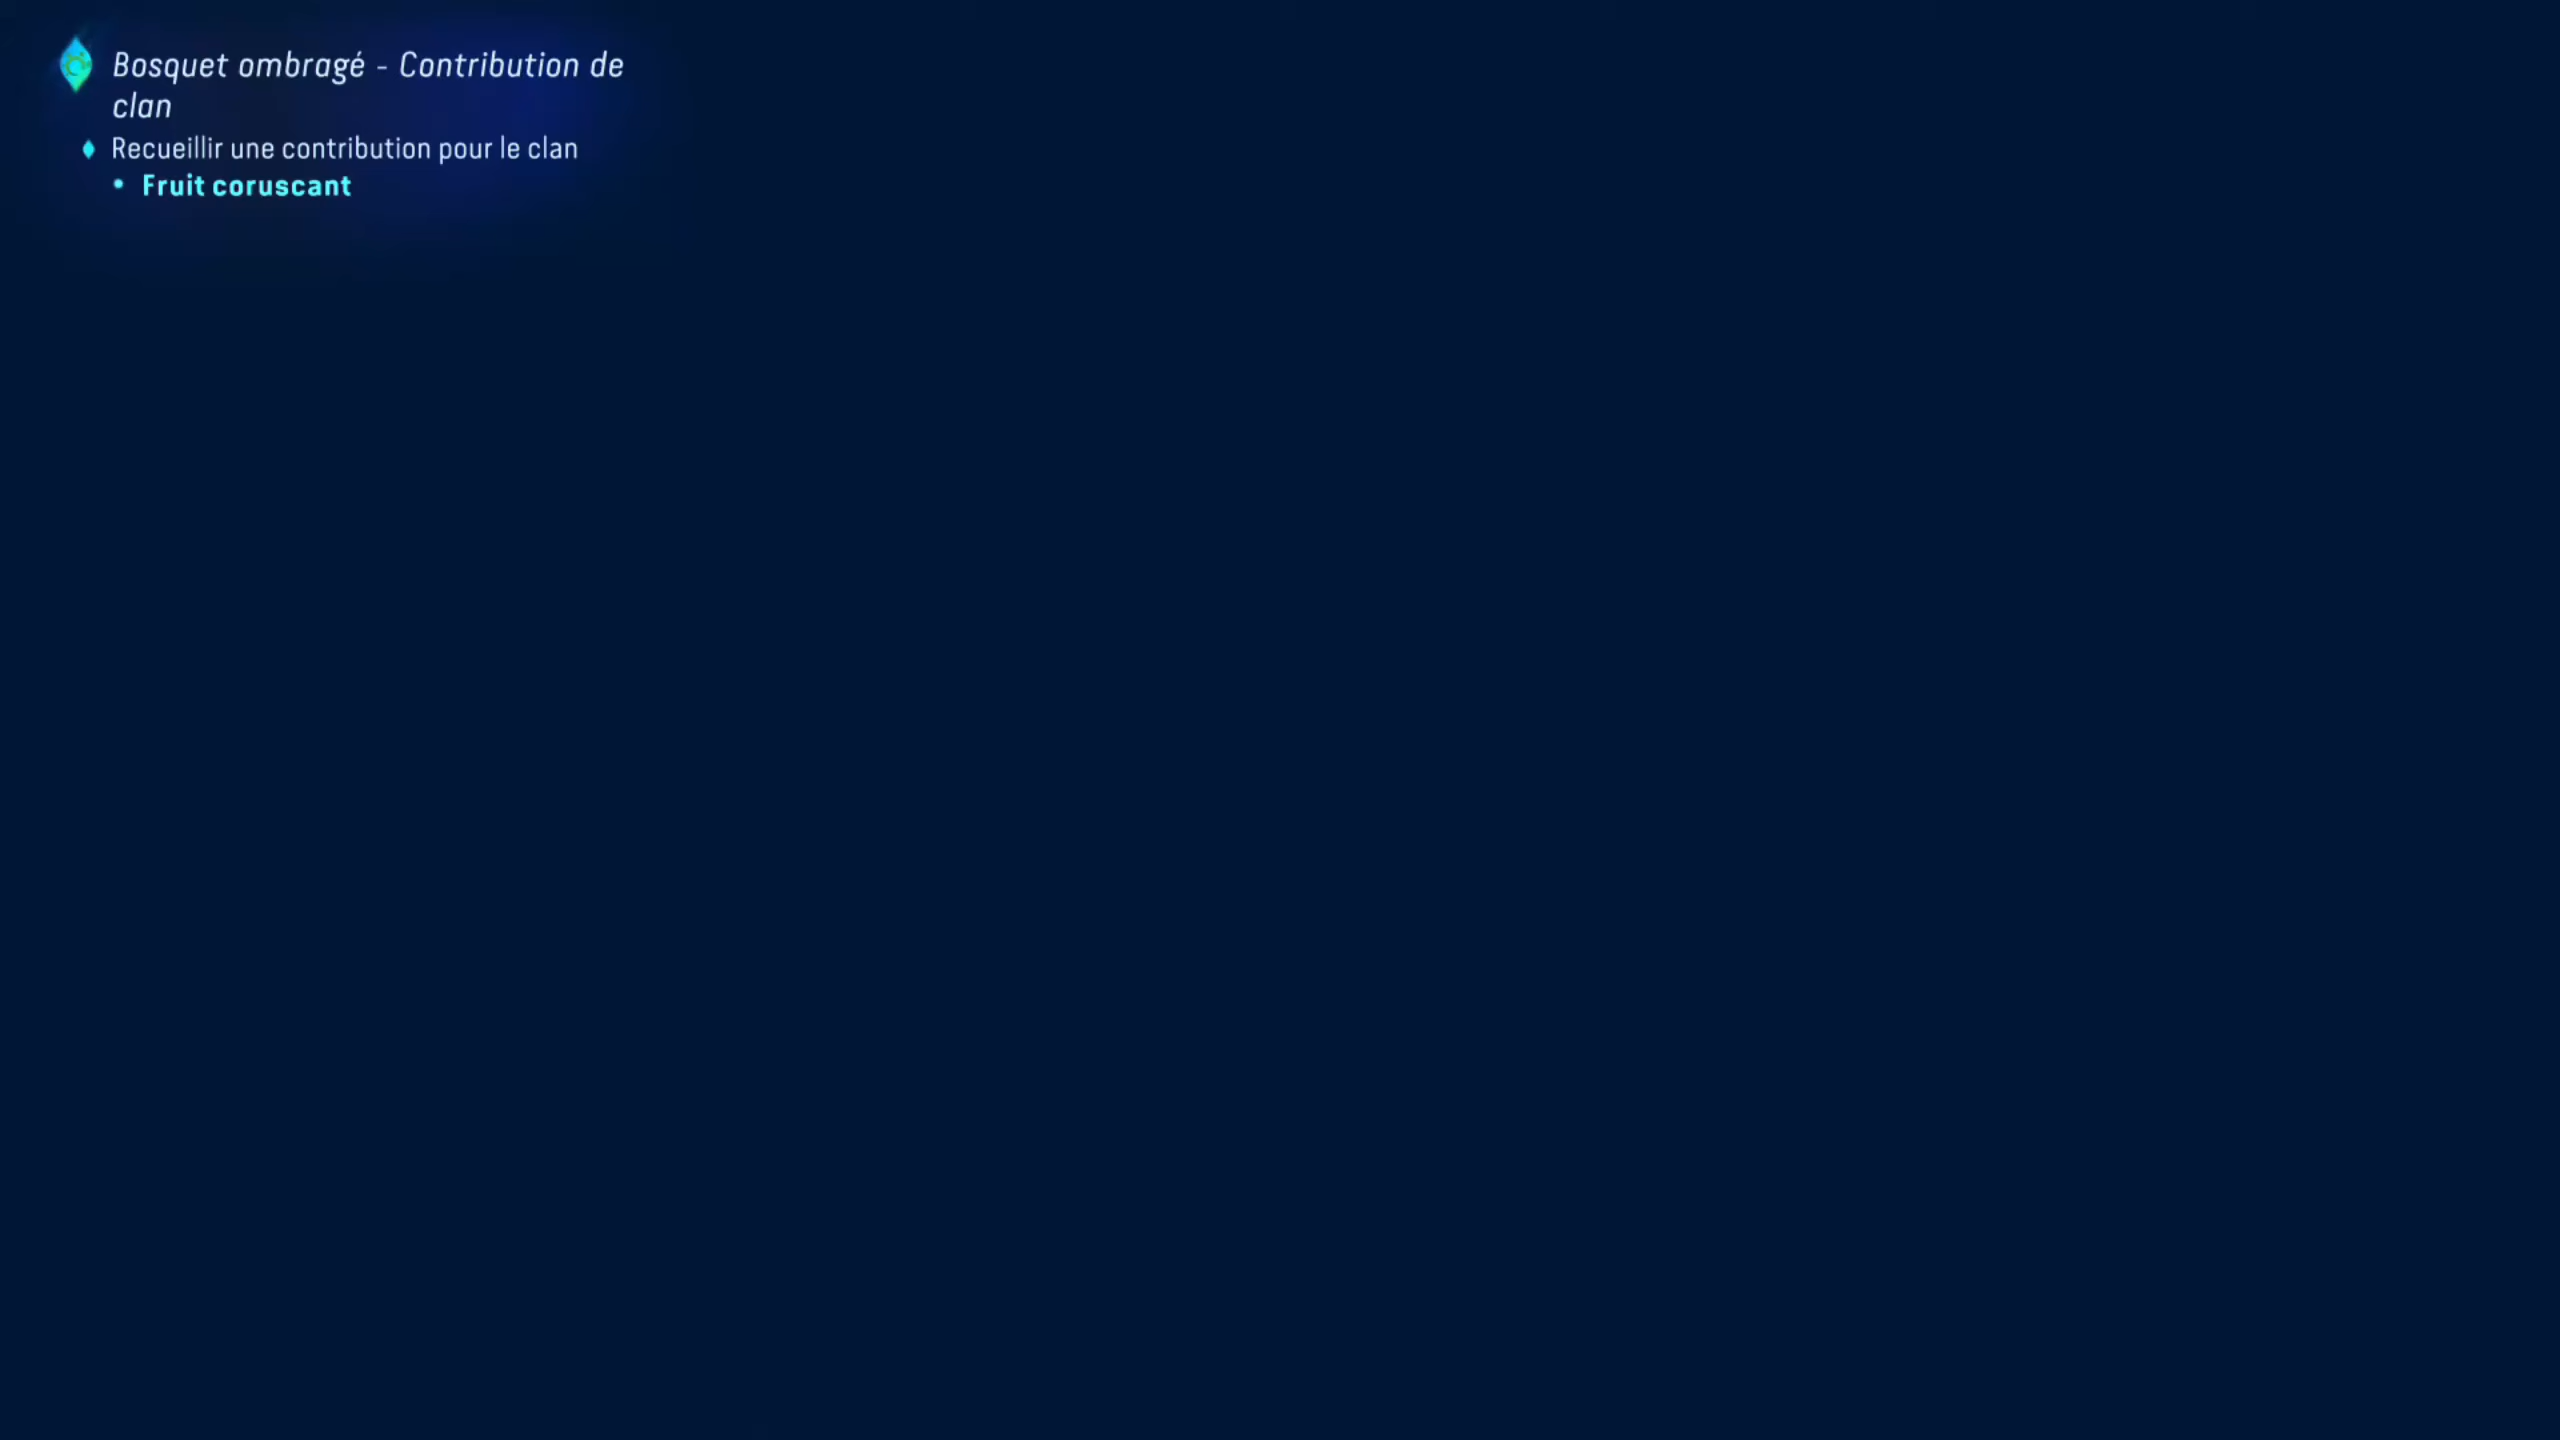 Bosquet ombragé - Contribution de
clan
Recueillir une contribution pour le clan
• Fruit coruscant